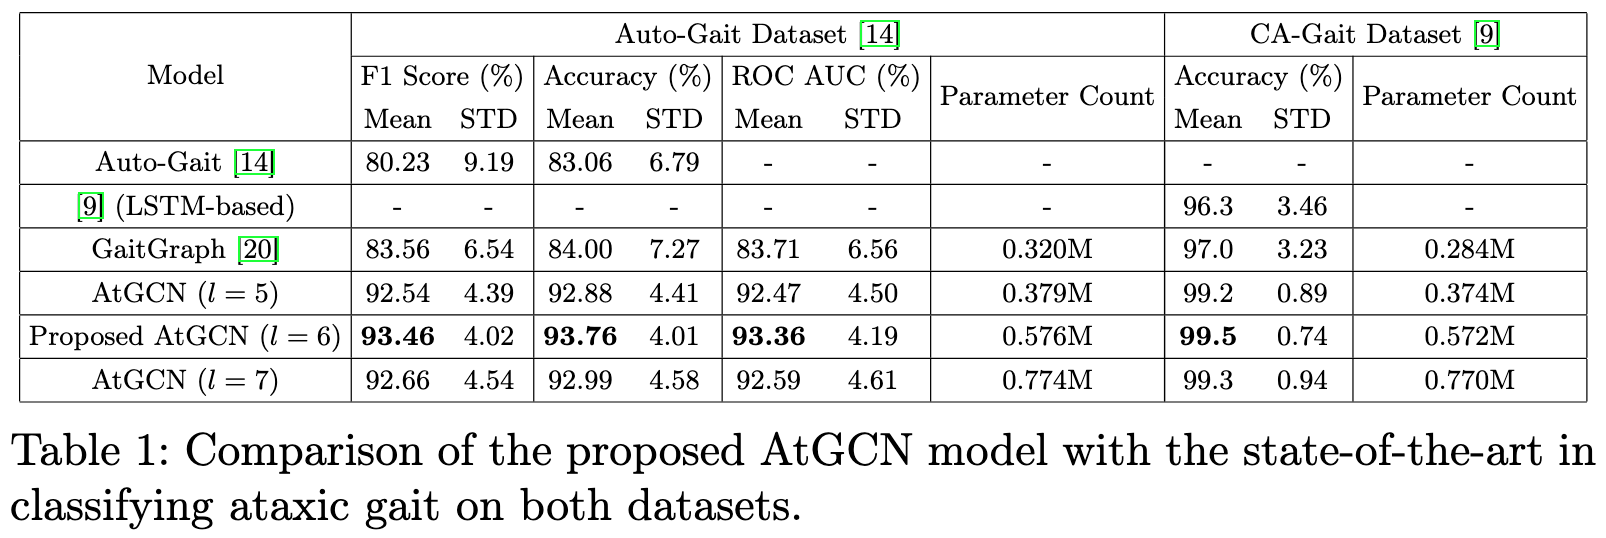 Auto-Gait Dataset [14] CA-Gait Dataset [9]
Model F1 Score (%) Accuracy (%) ROC AUC (%) Parameter Count Accuracy (%) Parameter Count
Mean STD Mean STD Mean STD Mean STD
Auto-Gait [14] 80.23 9.19 83.06 6.79 - - - - - -
[9] (LSTM-based) - - - - - - - 96.3 3.46 -
GaitGraph [20] 83.56 6.54 84.00 7.27 83.71 6.56 0.320M 97.0 3.23 0.284M
AtGCN (l = 5) 92.54 4.39 92.88 4.41 92.47 4.50 0.379M 99.2 0.89 0.374M
Proposed AtGCN (l = 6) 93.46 4.02 93.76 4.01 93.36 4.19 0.576M 99.5 0.74 0.572M
AtGCN (l = 7) 92.66 4.54 92.99 4.58 92.59 4.61 0.774M 99.3 0.94 0.770M
Table 1: Comparison of the proposed AtGCN model with the state-of-the-art in
classifying ataxic gait on both datasets.